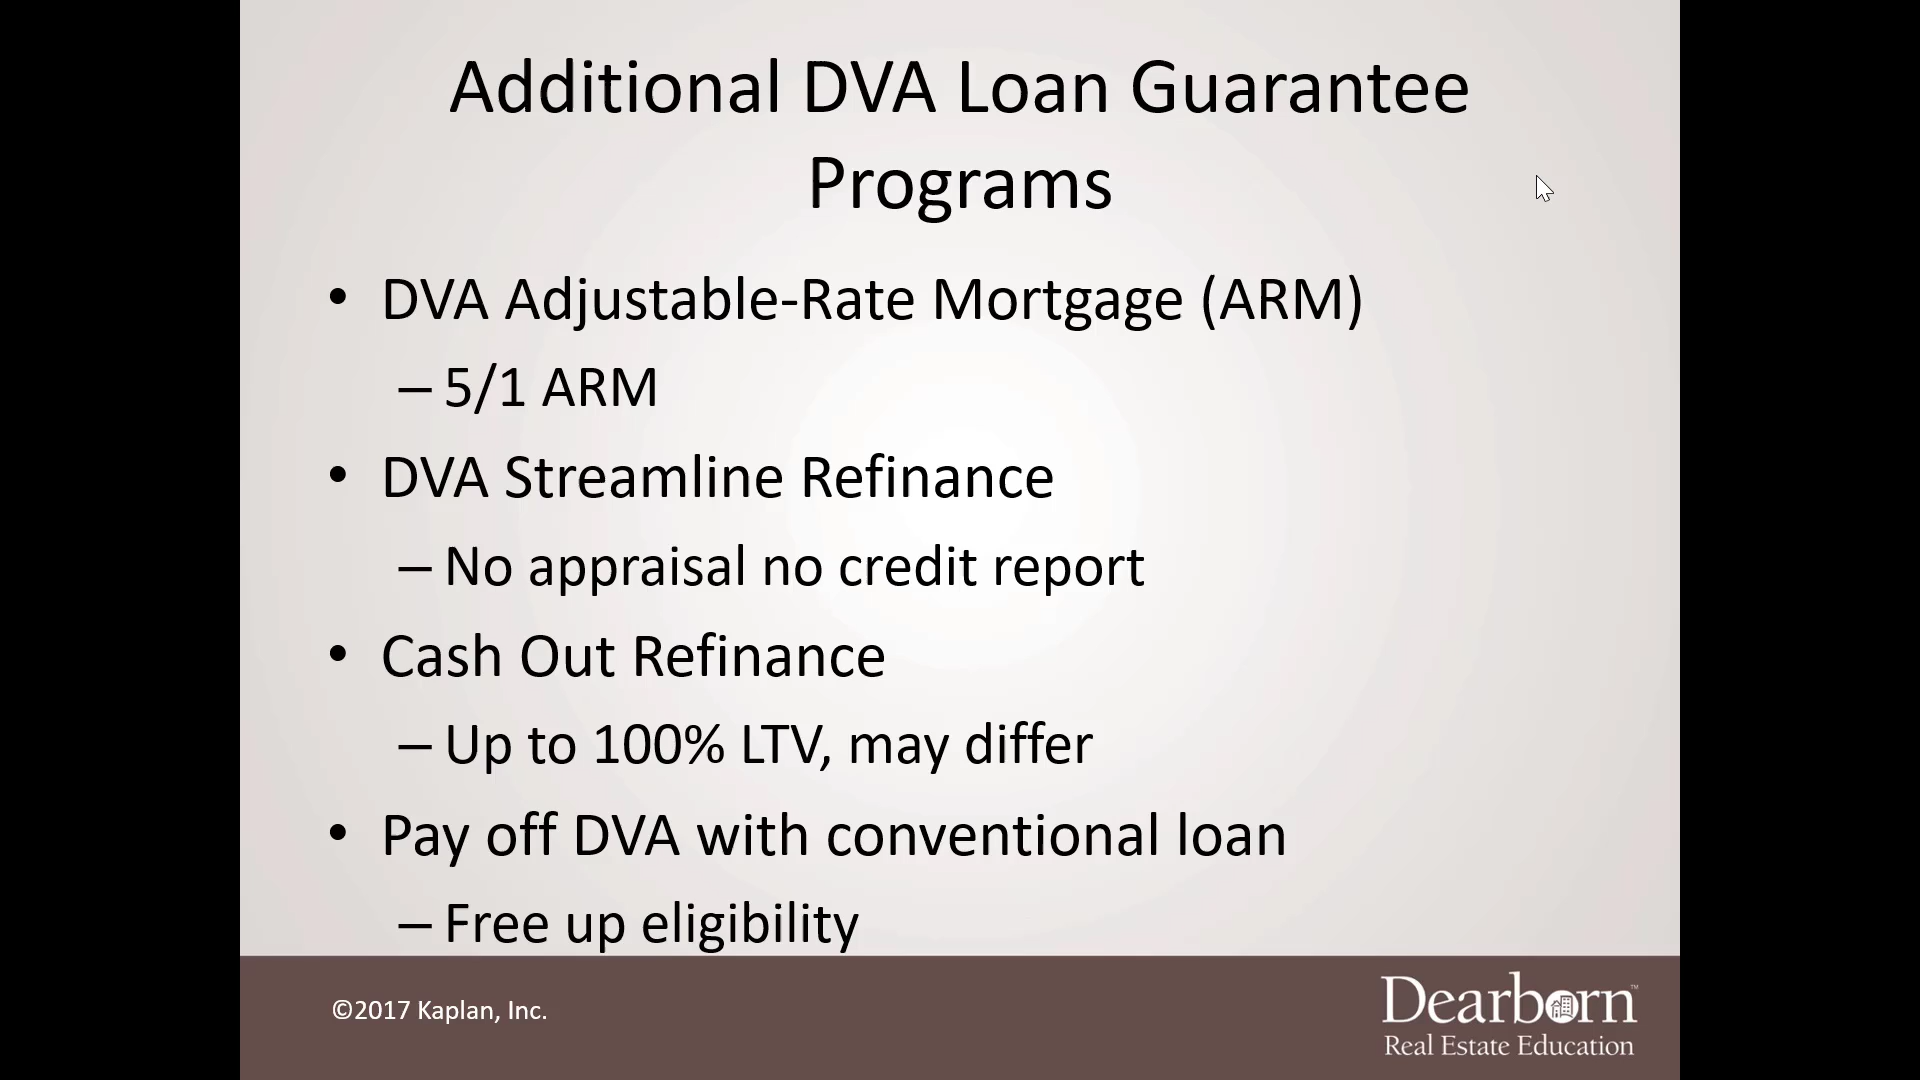 Additional DVA Loan Guarantee
Programs
• DVA Adjustable-Rate Mortgage (ARM)
– 5/1 ARM
• DVA Streamline Refinance
– No appraisal no credit report
• Cash Out Refinance
– Up to 100% LTV, may differ
• Pay off DVA with conventional loan
– Free up eligibility
©2017 Kaplan, Inc.
Dearborn™
Real Estate Education